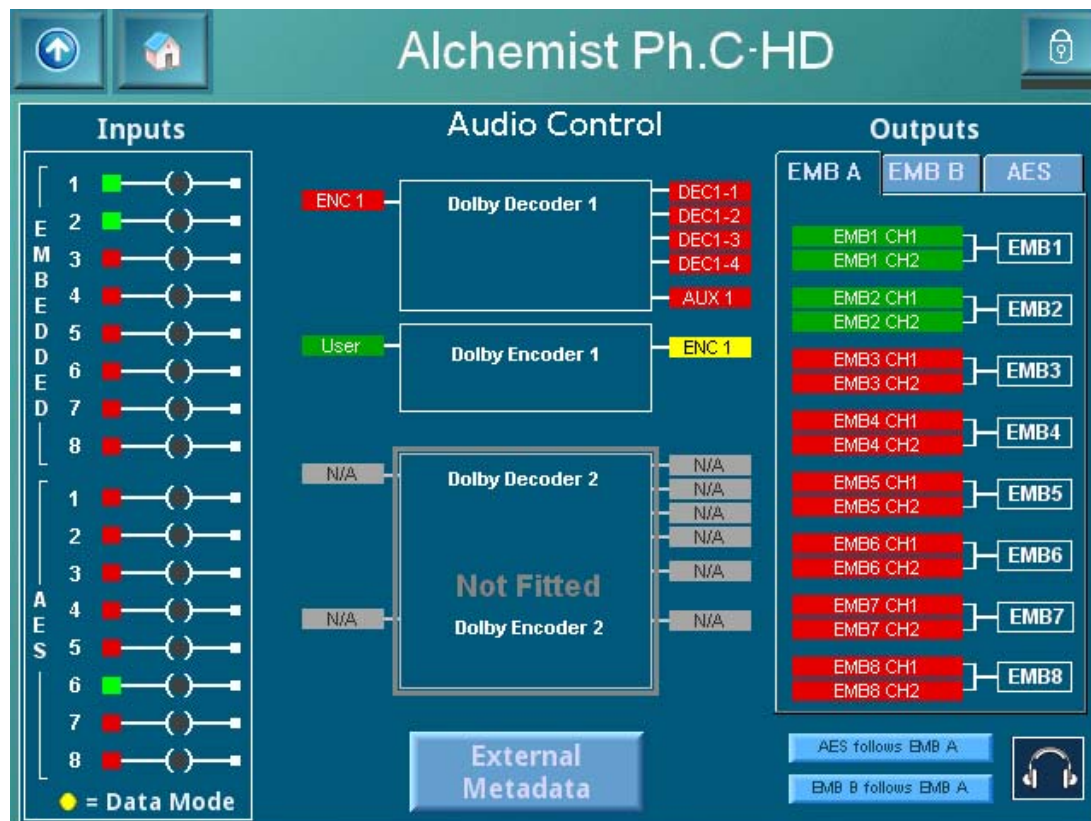 Alchemist Ph.C-HD
Audio Control
Inputs
EMBEDDED
1
2
3
4
5
6
7
8
AES
1
2
3
4
5
6
7
8
= Data Mode
ENC 1
Dolby Decoder 1
DEC1-1
DEC1-2
DEC1-3
DEC1-4
AUX 1
User
Dolby Encoder 1
ENC 1
N/A
Dolby Decoder 2
N/A
N/A
N/A
N/A
N/A
Not Fitted
N/A
Dolby Encoder 2
N/A
External
Metadata
Outputs
EMB A
EMB B
AES
EMB1 CH1
EMB1 CH2
EMB1
EMB2 CH1
EMB2 CH2
EMB2
EMB3 CH1
EMB3 CH2
EMB3
EMB4 CH1
EMB4 CH2
EMB4
EMB5 CH1
EMB5 CH2
EMB5
EMB6 CH1
EMB6 CH2
EMB6
EMB7 CH1
EMB7 CH2
EMB7
EMB8 CH1
EMB8 CH2
EMB8
AES follows EMB A
EMB B follows EMB A